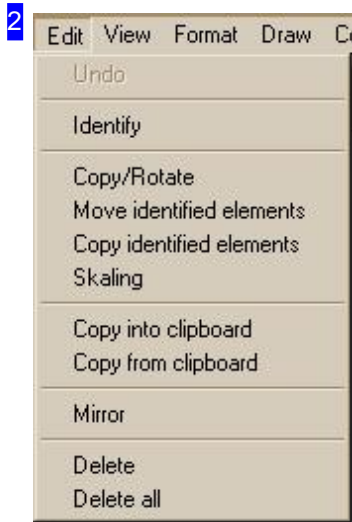 2
Edit View Format Draw
Undo
Identify
Copy/Rotate
Move identified elements
Copy identified elements
Skaling
Copy into clipboard
Copy from clipboard
Mirror
Delete
Delete all